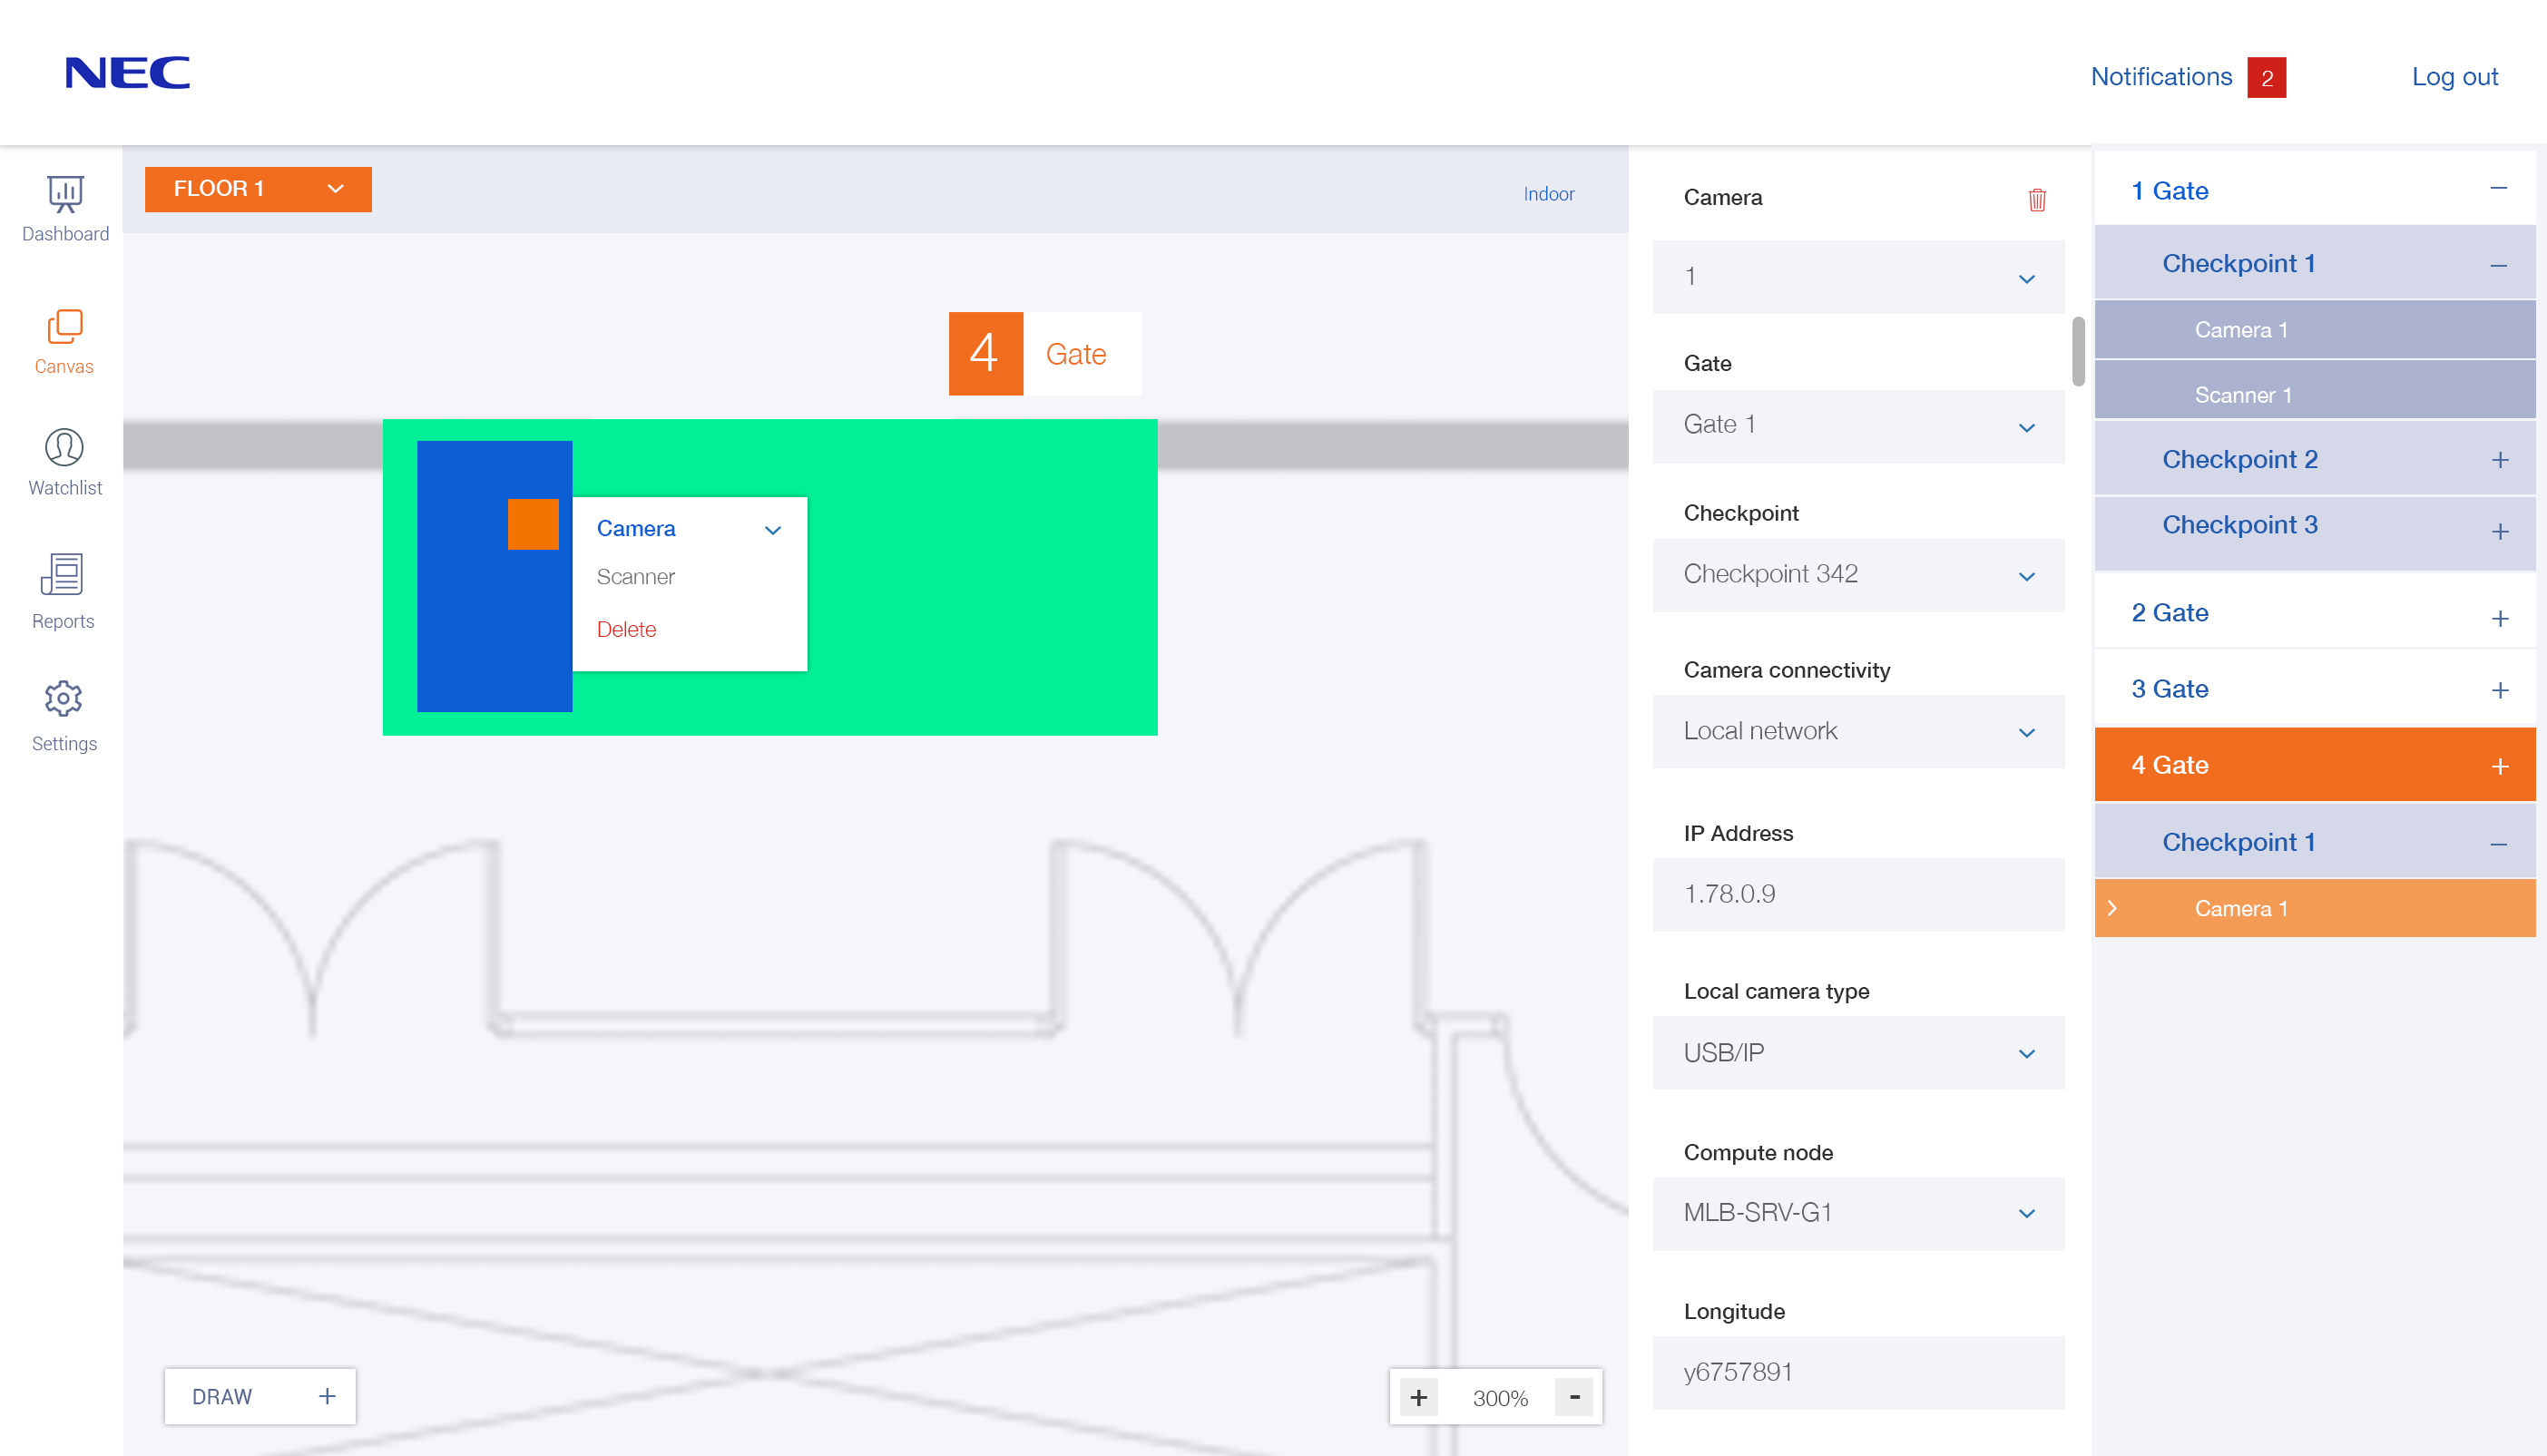 NEC
Notifications 2
Log out
Dashboard
Canvas
Watchlist
Reports
Settings
FLOOR 1
Indoor
4 Gate
Camera
Scanner
Delete
DRAW +
+ 300% -
Camera
1
Gate
Gate 1
Checkpoint
Checkpoint 342
Camera connectivity
Local network
IP Address
1.78.0.9
Local camera type
USB/IP
Compute node
MLB-SRV-G1
Longitude
y6757891
1 Gate
Checkpoint 1
Camera 1
Scanner 1
Checkpoint 2
Checkpoint 3
2 Gate
3 Gate
4 Gate
Checkpoint 1
Camera 1